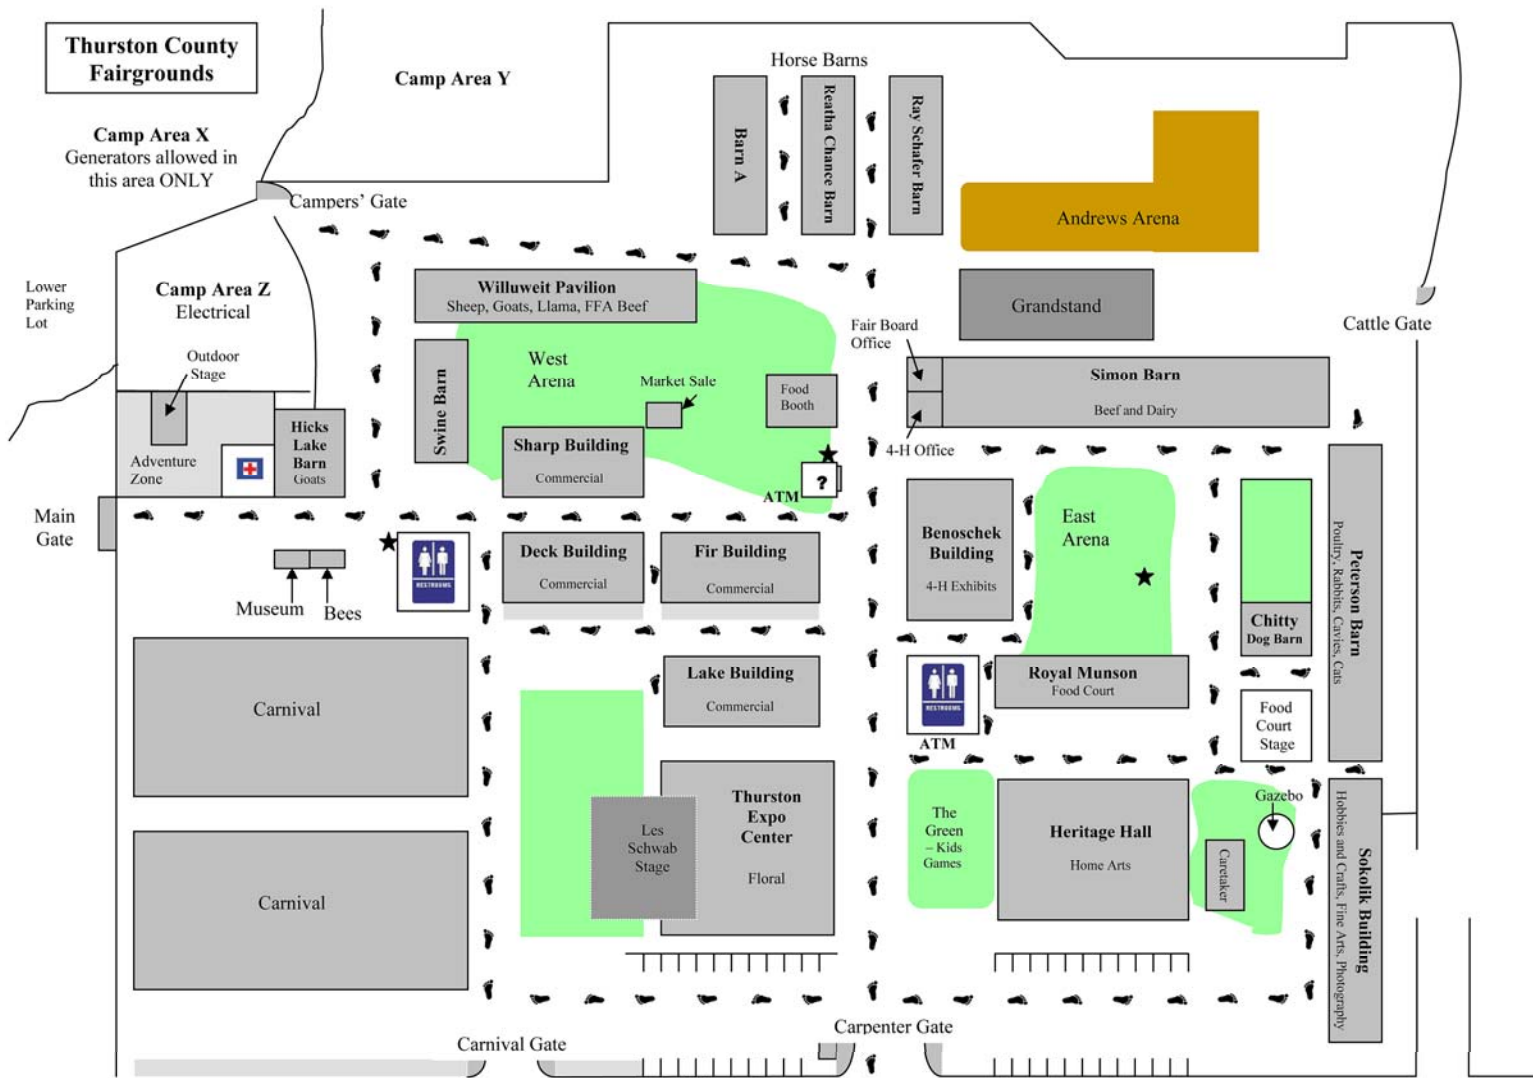 Thurston County
Fairgrounds
Camp Area X
Generators allowed in
this area ONLY
Camp Area Y
Horse Barns
Barn A
Reatha Chance Barn
Ray Schafer Barn
Andrews Arena
Campers' Gate
Lower
Parking
Lot
Camp Area Z
Electrical
Willuweit Pavilion
Sheep, Goats, Llama, FFA Beef
Grandstand
Cattle Gate
Fair Board
Office
Outdoor
Stage
West
Arena
Swine Barn
Market Sale
Food
Booth
Simon Barn
Beef and Dairy
4-H Office
Hicks
Lake
Barn
Goats
Adventure
Zone
Sharp Building
Commercial
?
ATM
Main
Gate
Museum
Bees
RESTROOMS
Deck Building
Commercial
Fir Building
Commercial
Benoschek
Building
4-H Exhibits
East
Arena
Chitty
Dog Barn
Peterson Barn
Poultry, Rabbits, Cavies, Cats
Carnival
Lake Building
Commercial
RESTROOMS
ATM
Royal Munson
Food Court
Food
Court
Stage
Thurston
Expo
Center
Floral
Les
Schwab
Stage
The
Green
– Kids
Games
Heritage Hall
Home Arts
Gazebo
Caretaker
Sokolik Building
Hobbies and Crafts, Fine Arts, Photography
Carnival
Carnival Gate
Carpenter Gate